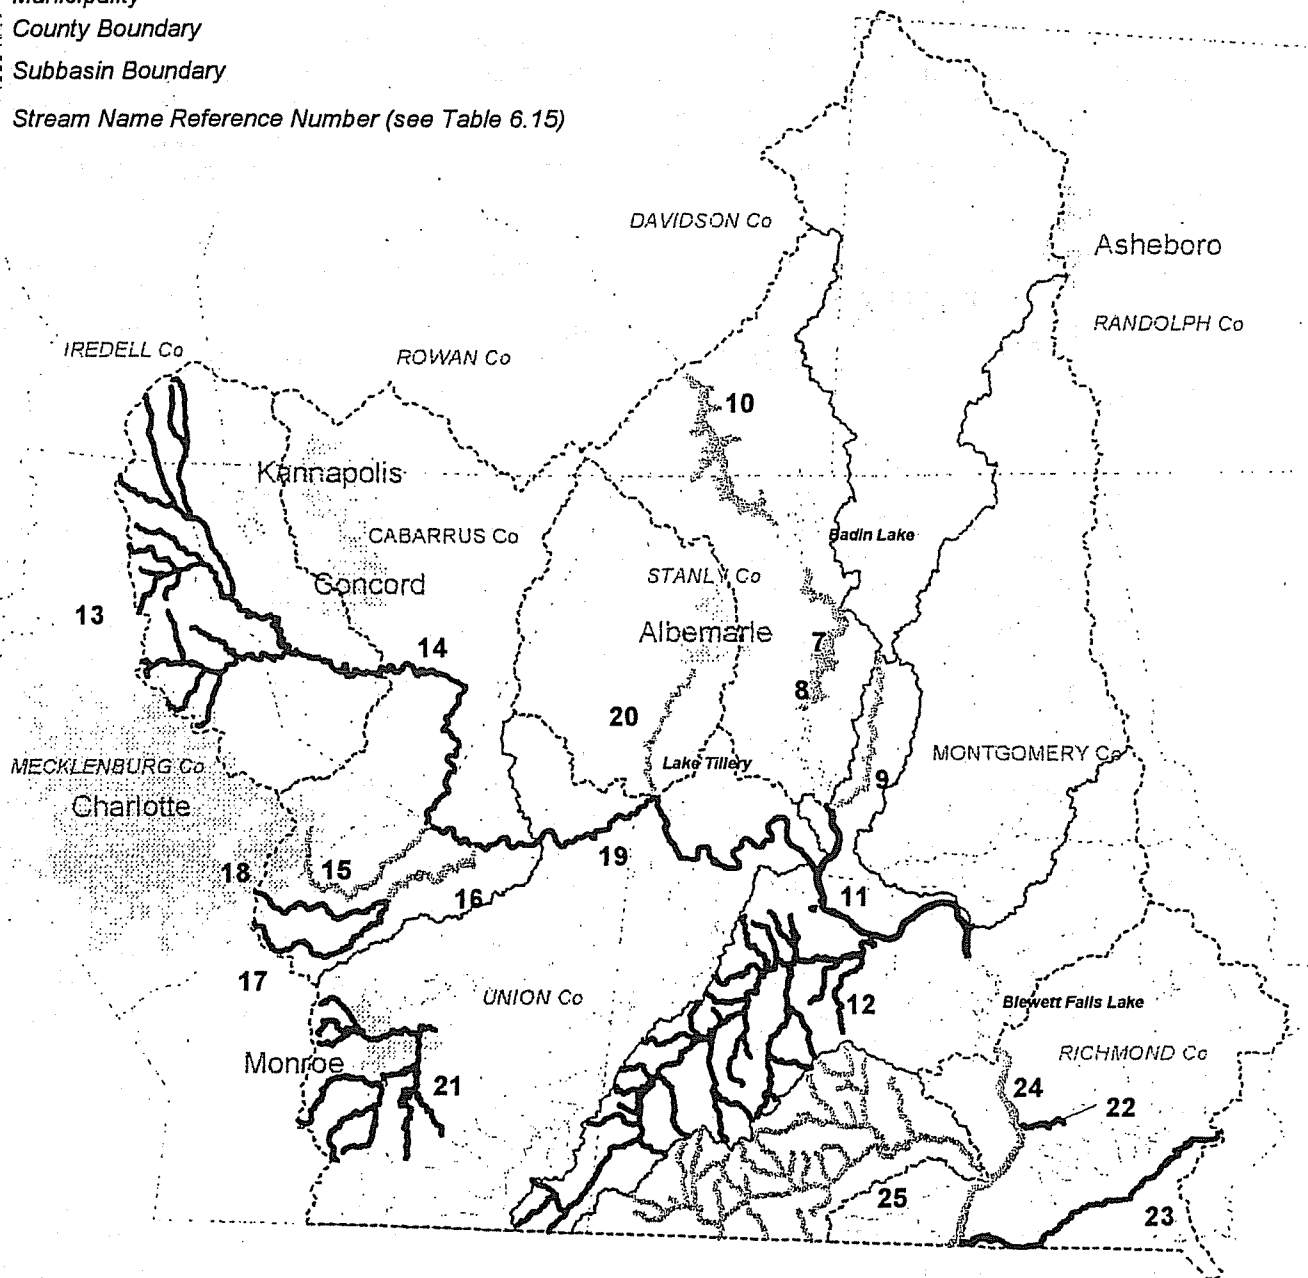 Municipality
County Boundary
Subbasin Boundary
Stream Name Reference Number (see Table 6.15)
DAVIDSON Co
Asheboro
RANDOLPH Co
IREDELL Co
ROWAN Co
10
Kannapolis
CABARRUS Co
Badin Lake
STANLY Co
Concord
13
Albemarle
7
14
8
20
MECKLENBURG Co
Lake Tillery
MONTGOMERY Co
9
Charlotte
19
18
15
16
11
17
UNION Co
12
Blewett Falls Lake
RICHMOND Co
Monroe
21
24
22
25
23